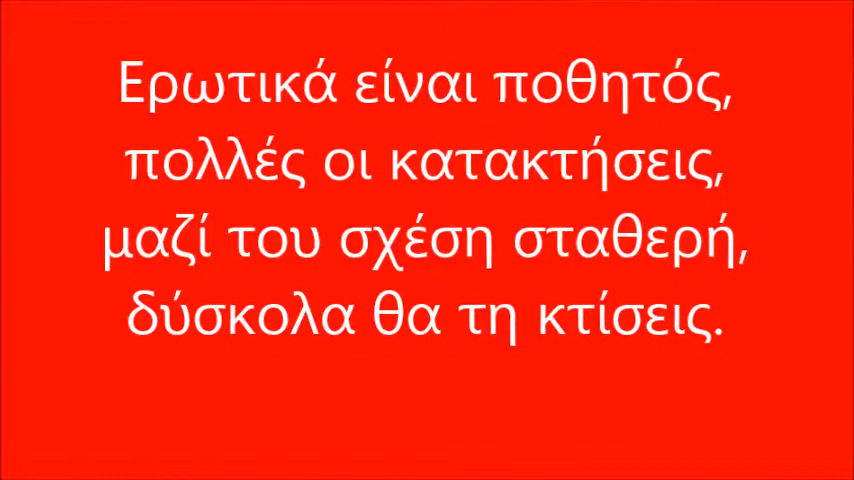 Ερωτικά είναι ποθητός,
πολλές οι κατακτήσεις,
μαζί του σχέση σταθερή,
δύσκολα θα τη κτίσεις.